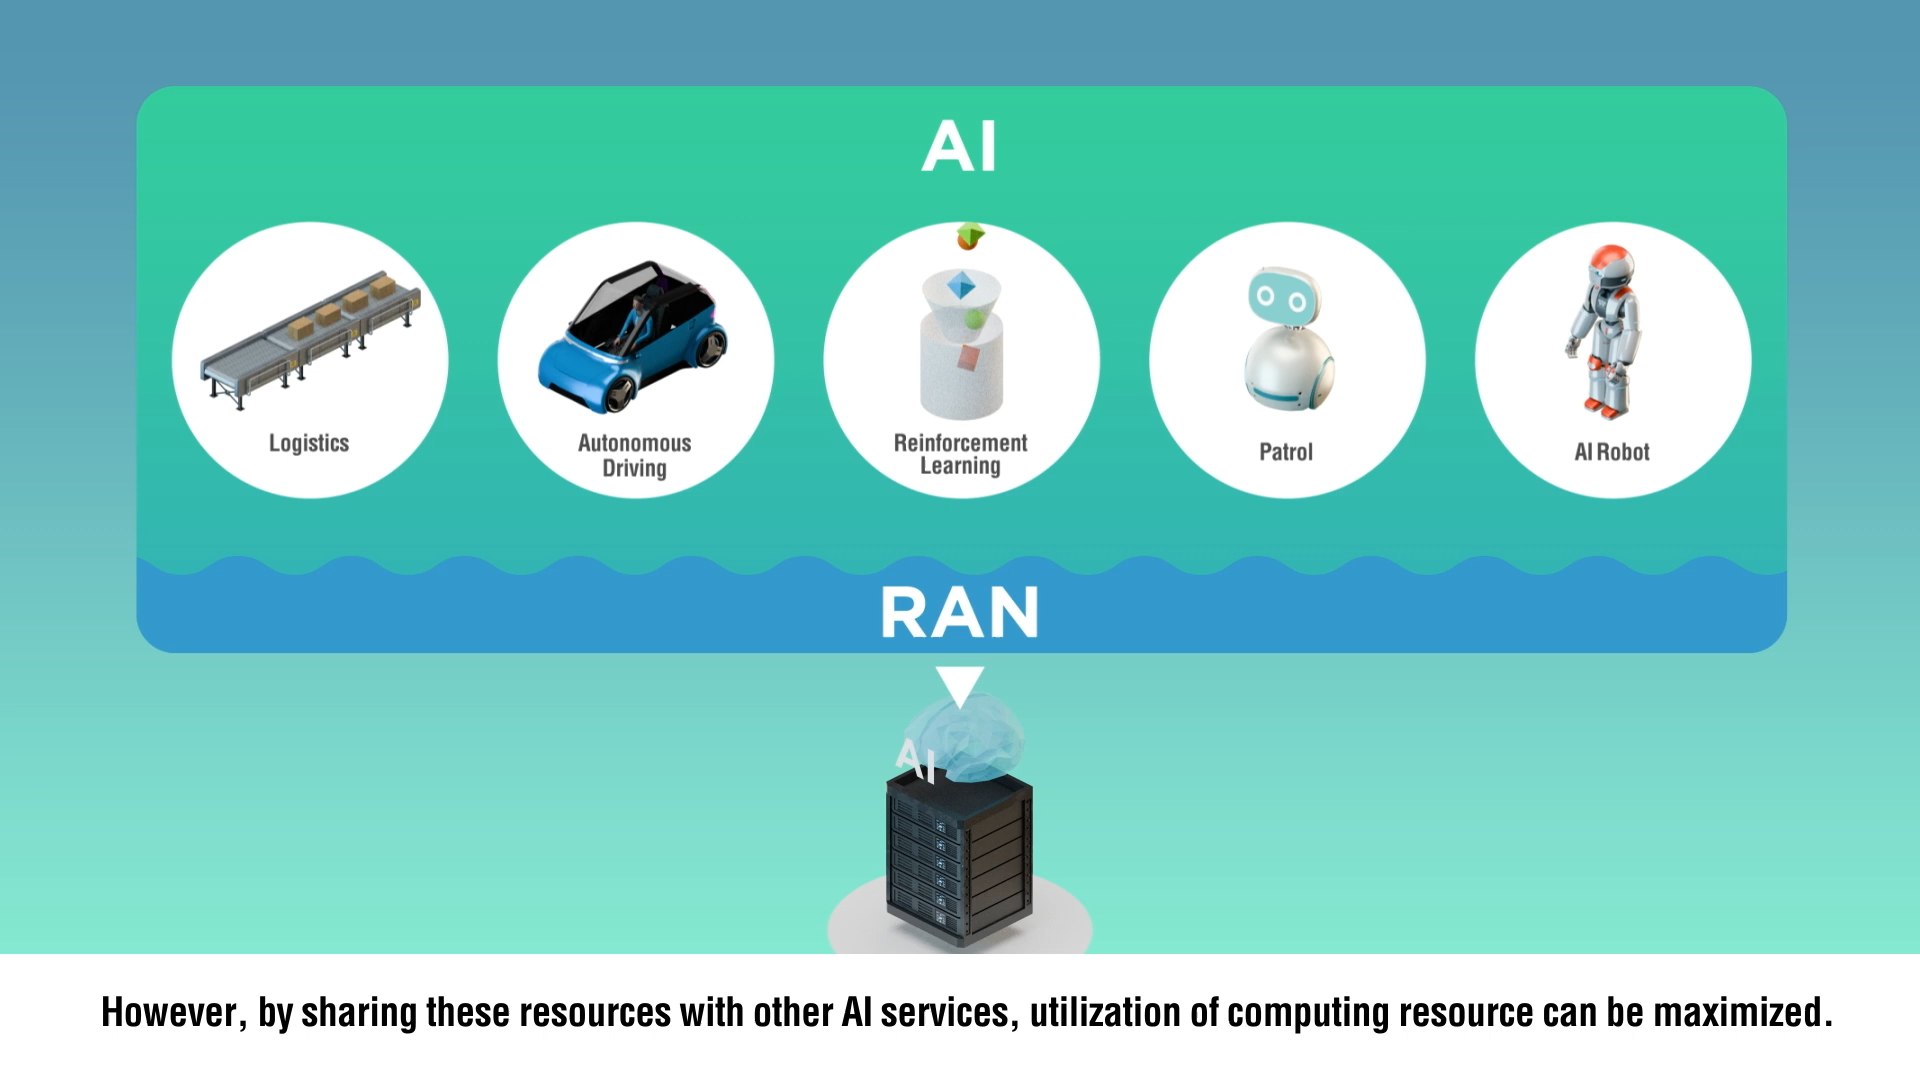 AI
Logistics
Autonomous
Driving
Reinforcement
Learning
Patrol
AI Robot
RAN
AI
However, by sharing these resources with other AI services, utilization of computing resource can be maximized.